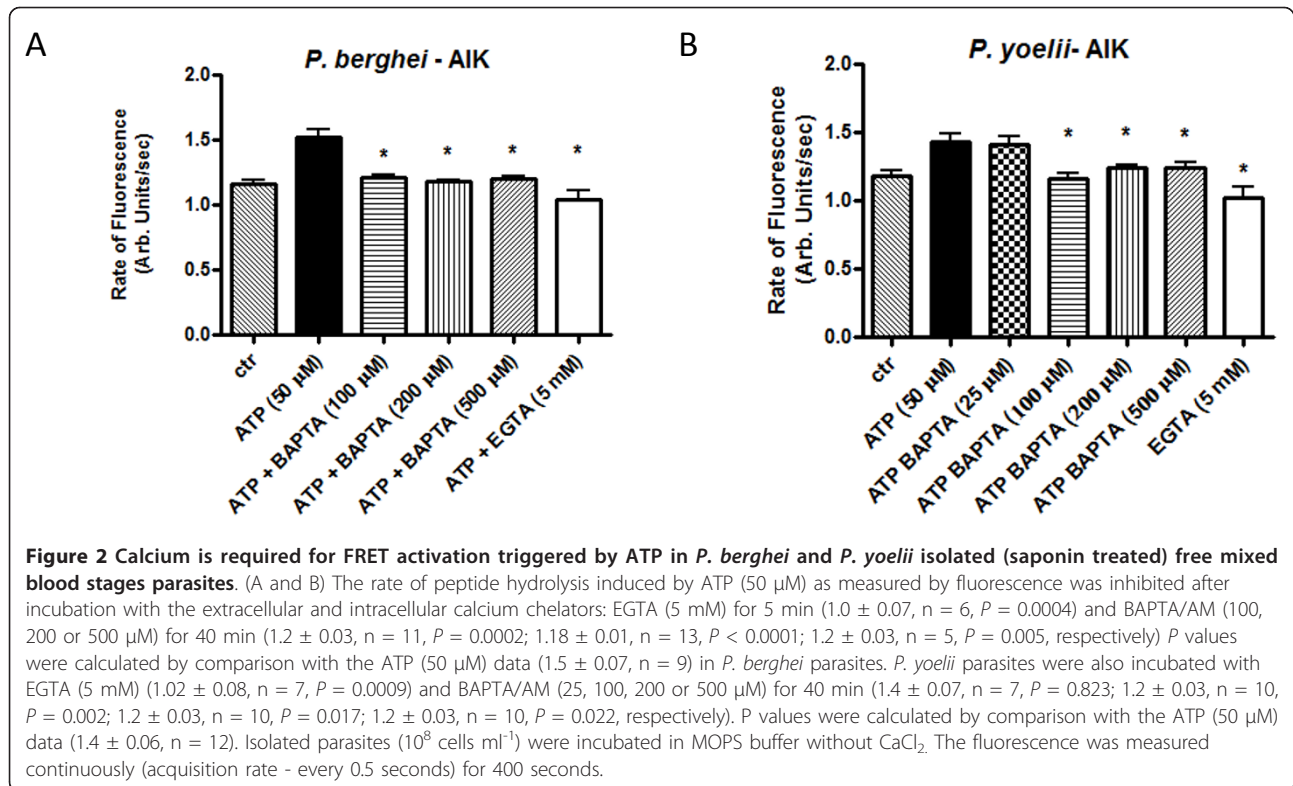 A
P. berghei - AIK
Rate of Fluorescence
(Arb. Units/sec)
2.0
1.5
1.0
0.5
0.0
ctr
ATP (50 µM)
ATP + BAPTA (100 µM)
ATP + BAPTA (200 µM)
ATP + BAPTA (500 µM)
ATP + EGTA (5 mM)
* * * *
B
P. yoelii- AIK
Rate of Fluorescence
(Arb. Units/sec)
2.0
1.5
1.0
0.5
0.0
ctr
ATP (50 µM)
ATP BAPTA (25 µM)
ATP BAPTA (100 µM)
ATP BAPTA (200 µM)
ATP BAPTA (500 µM)
EGTA (5 mM)
* * * *
Figure 2 Calcium is required for FRET activation triggered by ATP in P. berghei and P. yoelii isolated (saponin treated) free mixed
blood stages parasites. (A and B) The rate of peptide hydrolysis induced by ATP (50 µM) as measured by fluorescence was inhibited after
incubation with the extracellular and intracellular calcium chelators: EGTA (5 mM) for 5 min (1.0 ± 0.07, n = 6, P = 0.0004) and BAPTA/AM (100,
200 or 500 µM) for 40 min (1.2 ± 0.03, n = 11, P = 0.0002; 1.18 ± 0.01, n = 13, P < 0.0001; 1.2 ± 0.03, n = 5, P = 0.005, respectively) P values
were calculated by comparison with the ATP (50 µM) data (1.5 ± 0.07, n = 9) in P. berghei parasites. P. yoelii parasites were also incubated with
EGTA (5 mM) (1.02 ± 0.08, n = 7, P = 0.0009) and BAPTA/AM (25, 100, 200 or 500 µM) for 40 min (1.4 ± 0.07, n = 7, P = 0.823; 1.2 ± 0.03, n = 10,
P = 0.002; 1.2 ± 0.03, n = 10, P = 0.017; 1.2 ± 0.03, n = 10, P = 0.022, respectively). P values were calculated by comparison with the ATP (50 µM)
data (1.4 ± 0.06, n = 12). Isolated parasites (10⁸ cells ml⁻¹) were incubated in MOPS buffer without CaCl₂. The fluorescence was measured
continuously (acquisition rate - every 0.5 seconds) for 400 seconds.